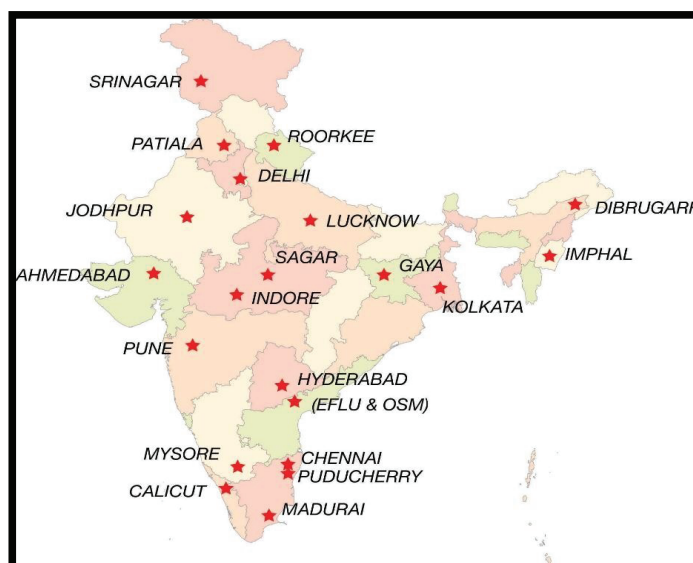 SRINAGAR
PATIALA
ROORKEE
DELHI
JODHPUR
LUCKNOW
DIBRUGARH
AHMEDABAD
SAGAR
GAYA
IMPHAL
INDORE
KOLKATA
PUNE
HYDERABAD
(EFLU & OSM)
MYSORE
CHENNAI
PUDUCHERRY
CALICUT
MADURAI